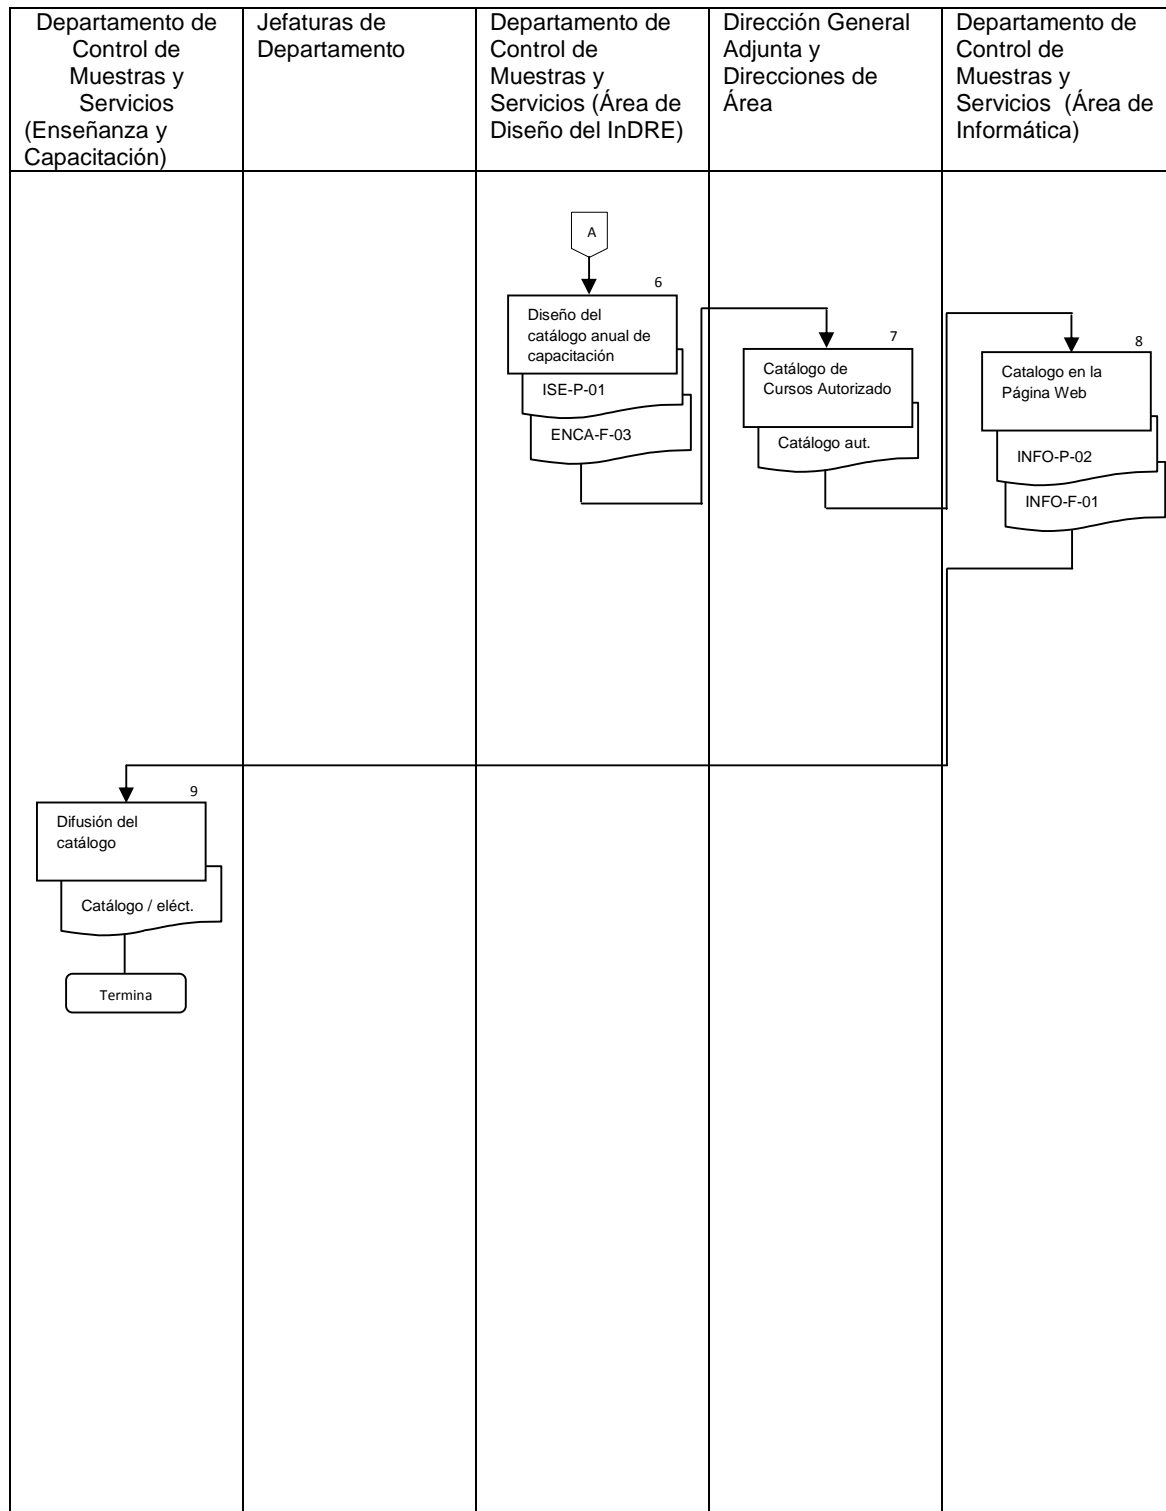 Departamento de
Control de
Muestras y
Servicios
(Enseñanza y
Capacitación)
Jefaturas de
Departamento
Departamento de
Control de
Muestras y
Servicios (Área de
Diseño del InDRE)
Dirección General
Adjunta y
Direcciones de
Área
Departamento de
Control de
Muestras y
Servicios (Área de
Informática)
A
6
Diseño del
catálogo anual de
capacitación
ISE-P-01
ENCA-F-03
7
Catálogo de
Cursos Autorizado
Catálogo aut.
8
Catalogo en la
Página Web
INFO-P-02
INFO-F-01
9
Difusión del
catálogo
Catálogo / eléct.
Termina